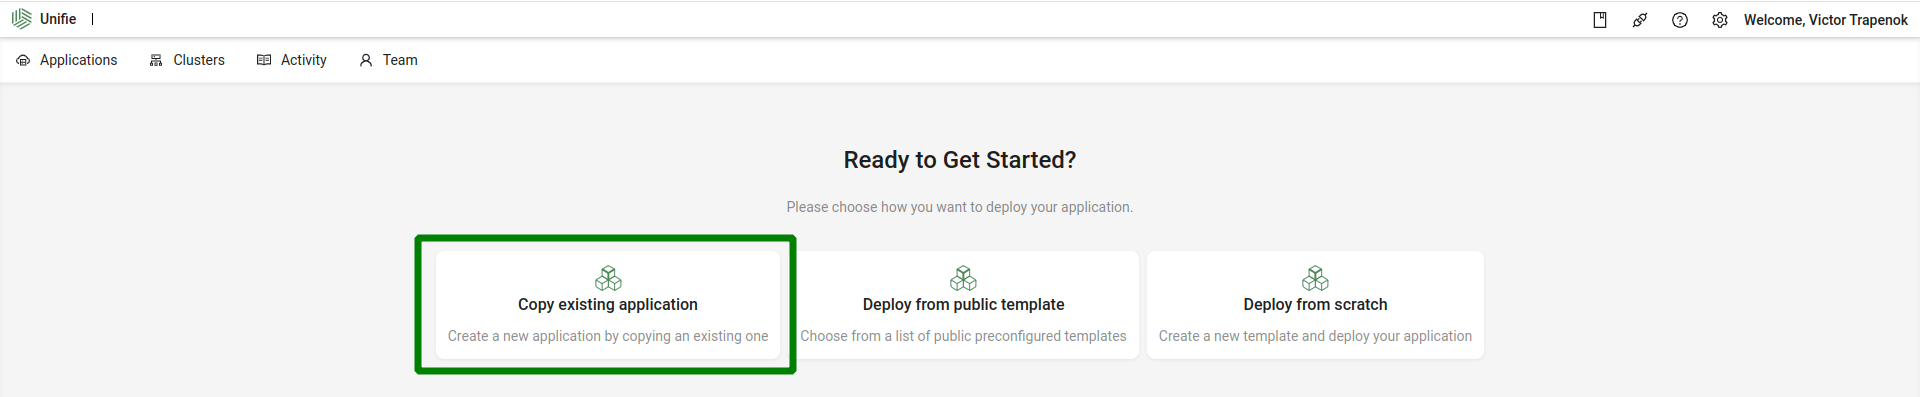 Unifie |
Welcome, Victor Trapenok
Applications
Clusters
Activity
Team
Ready to Get Started?
Please choose how you want to deploy your application.
Copy existing application
Create a new application by copying an existing one
Deploy from public template
Choose from a list of public preconfigured templates
Deploy from scratch
Create a new template and deploy your application